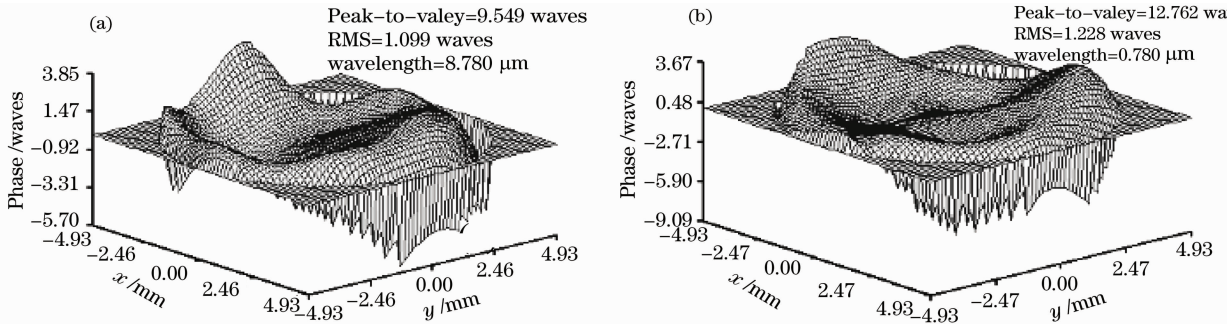 (a)
Peak-to-valey=9.549 waves
RMS=1.099 waves
wavelength=8.780 μm
3.85
1.47
-0.92
-3.31
-5.70
Phase/waves
-4.93
-2.46
0.00
2.46
4.93
x/mm
-4.93
-2.46
0.00
2.46
4.93
y/mm
(b)
Peak-to-valey=12.762 wa
RMS=1.228 waves
wavelength=0.780 μm
3.67
0.48
-2.71
-5.90
-9.09
Phase/waves
-4.93
-2.47
0.00
2.47
4.93
x/mm
-4.93
-2.47
0.00
2.47
4.93
y/mm